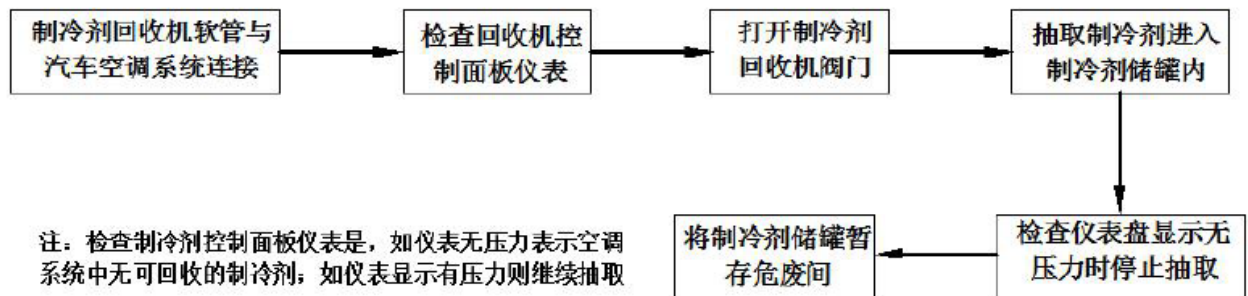 制冷剂回收机软管与
汽车空调系统连接
检查回收机控
制面板仪表
打开制冷剂
回收机阀门
抽取制冷剂进入
制冷剂储罐内
检查仪表盘显示无
压力时停止抽取
将制冷剂储罐暂
存危废间
注：检查制冷剂控制面板仪表是，如仪表无压力表示空调
系统中无可回收的制冷剂；如仪表显示有压力则继续抽取